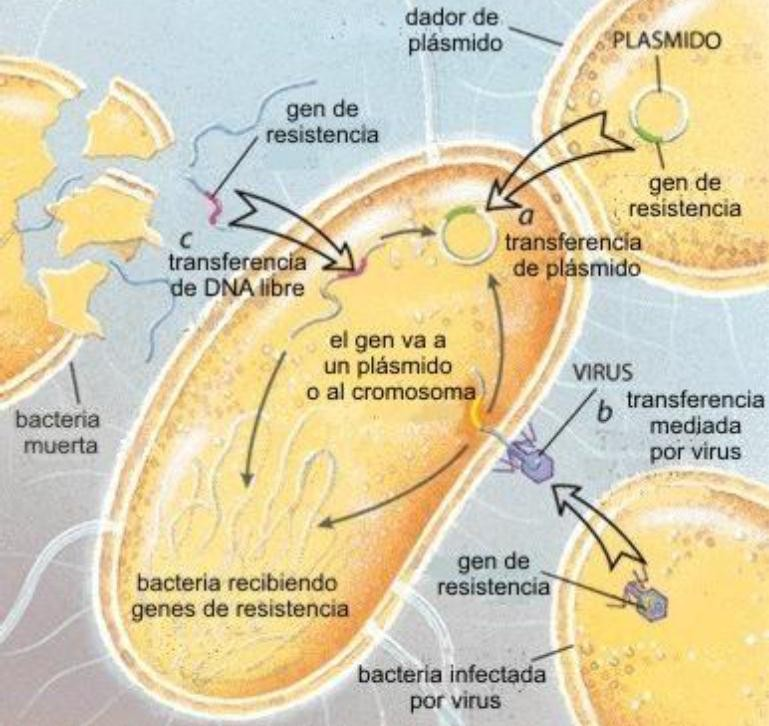 dador de
plásmido
PLASMIDO
gen de
resistencia
gen de
resistencia
a
transferencia
de plásmido
c
transferencia
de DNA libre
el gen va a
un plásmido
o al cromosoma
bacteria
muerta
VIRUS
b
transferencia
mediada
por virus
gen de
resistencia
bacteria recibiendo
genes de resistencia
bacteria infectada
por virus